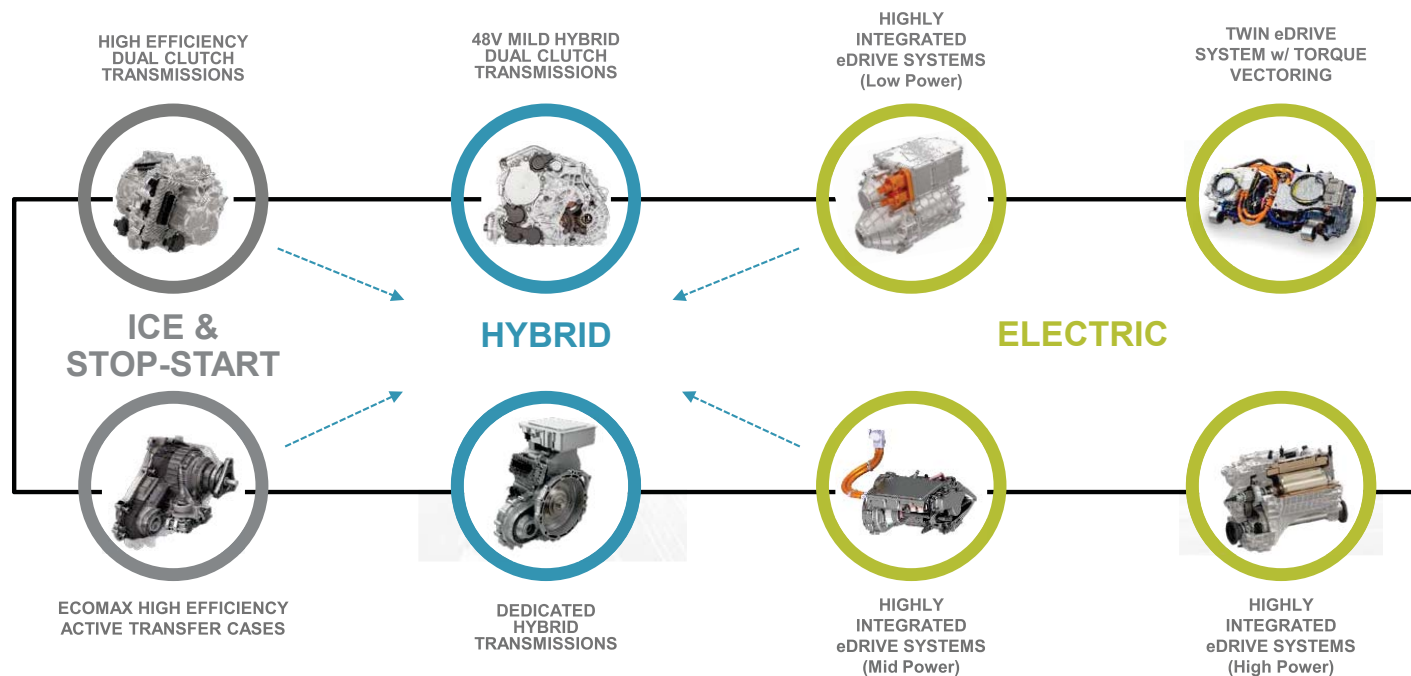 HIGH EFFICIENCY
DUAL CLUTCH
TRANSMISSIONS
48V MILD HYBRID
DUAL CLUTCH
TRANSMISSIONS
HIGHLY
INTEGRATED
eDRIVE SYSTEMS
(Low Power)
TWIN eDRIVE
SYSTEM w/ TORQUE
VECTORING
ICE &
STOP-START
HYBRID
ELECTRIC
ECOMAX HIGH EFFICIENCY
ACTIVE TRANSFER CASES
DEDICATED
HYBRID
TRANSMISSIONS
HIGHLY
INTEGRATED
eDRIVE SYSTEMS
(Mid Power)
HIGHLY
INTEGRATED
eDRIVE SYSTEMS
(High Power)